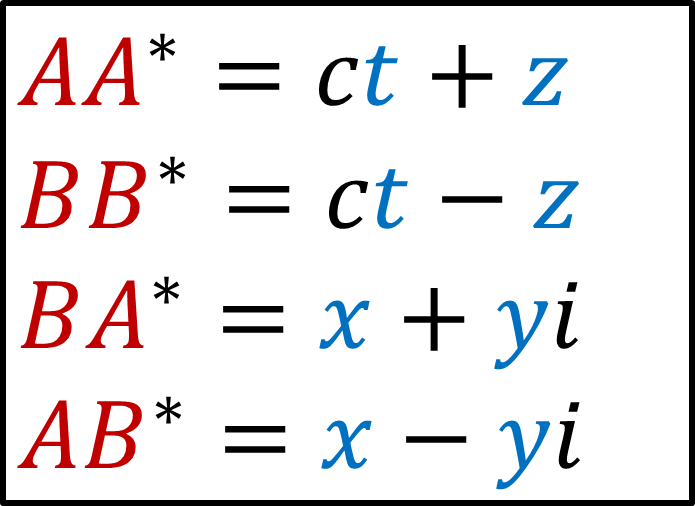 AA* = ct + z
BB* = ct − z
BA* = x + yi
AB* = x − yi